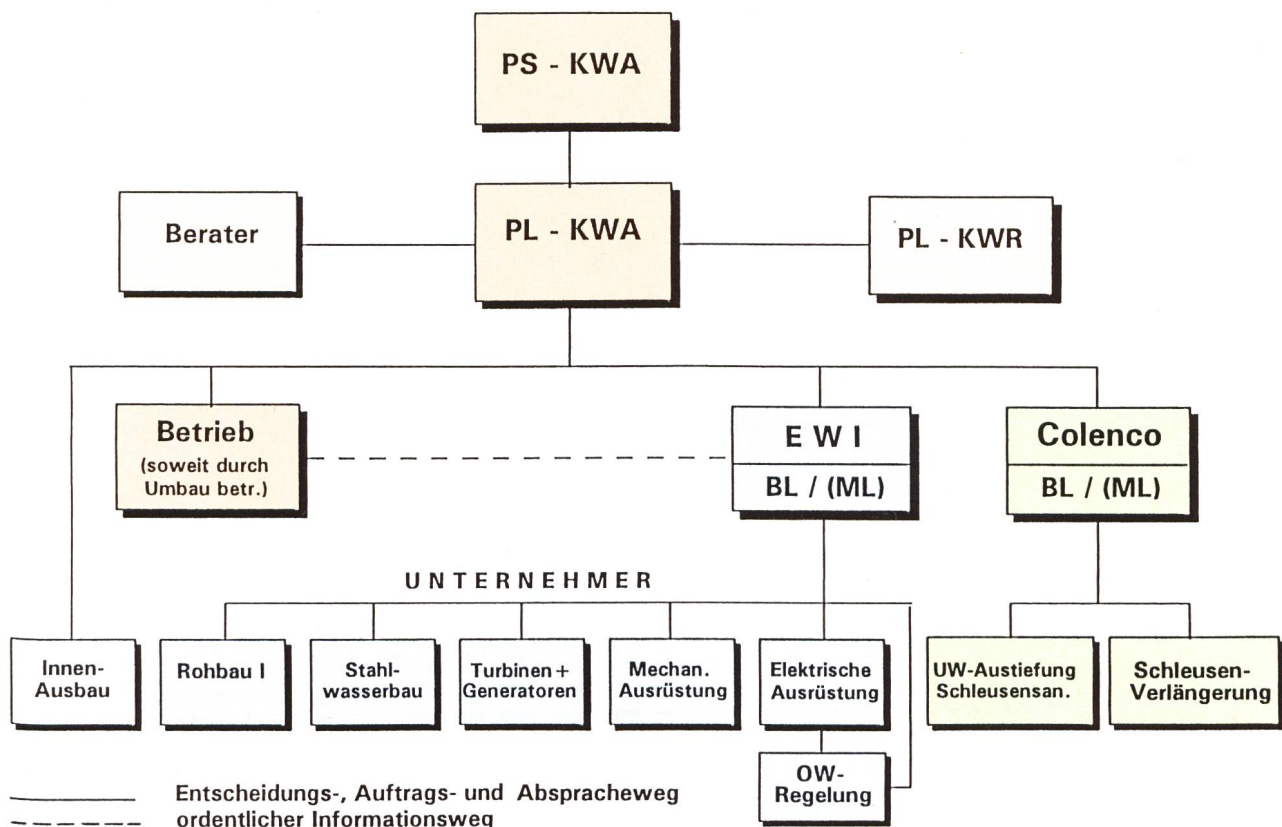 PS - KWA
Berater
PL - KWA
PL - KWR
Betrieb
(soweit durch
Umbau betr.)
E W I
BL / (ML)
Colenco
BL / (ML)
U N T E R N E H M E R
Innen-
Ausbau
Rohbau I
Stahl-
wasserbau
Turbinen +
Generatoren
Mechan.
Ausrüstung
Elektrische
Ausrüstung
UW-Austiefung
Schleusensan.
Schleusen-
Verlängerung
OW-
Regelung
Entscheidungs-, Auftrags- und Abspracheweg
ordentlicher Informationsweg